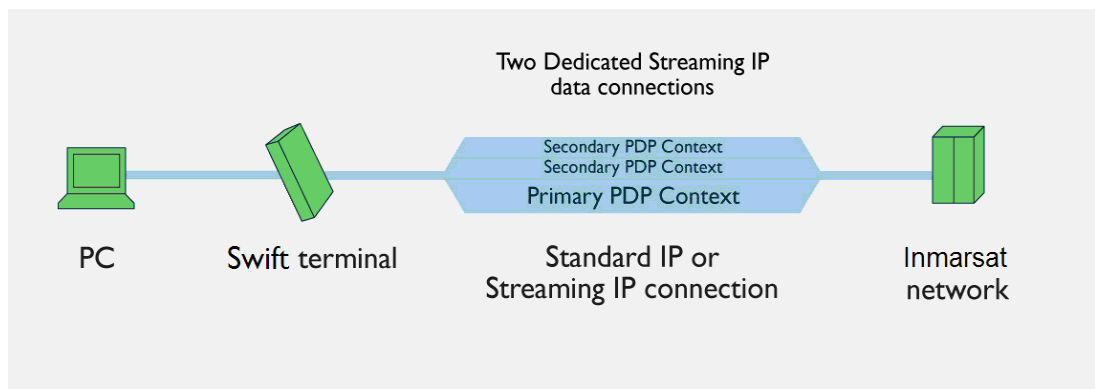 Two Dedicated Streaming IP
data connections
Secondary PDP Context
Secondary PDP Context
Primary PDP Context
PC
Swift terminal
Standard IP or
Streaming IP connection
Inmarsat
network